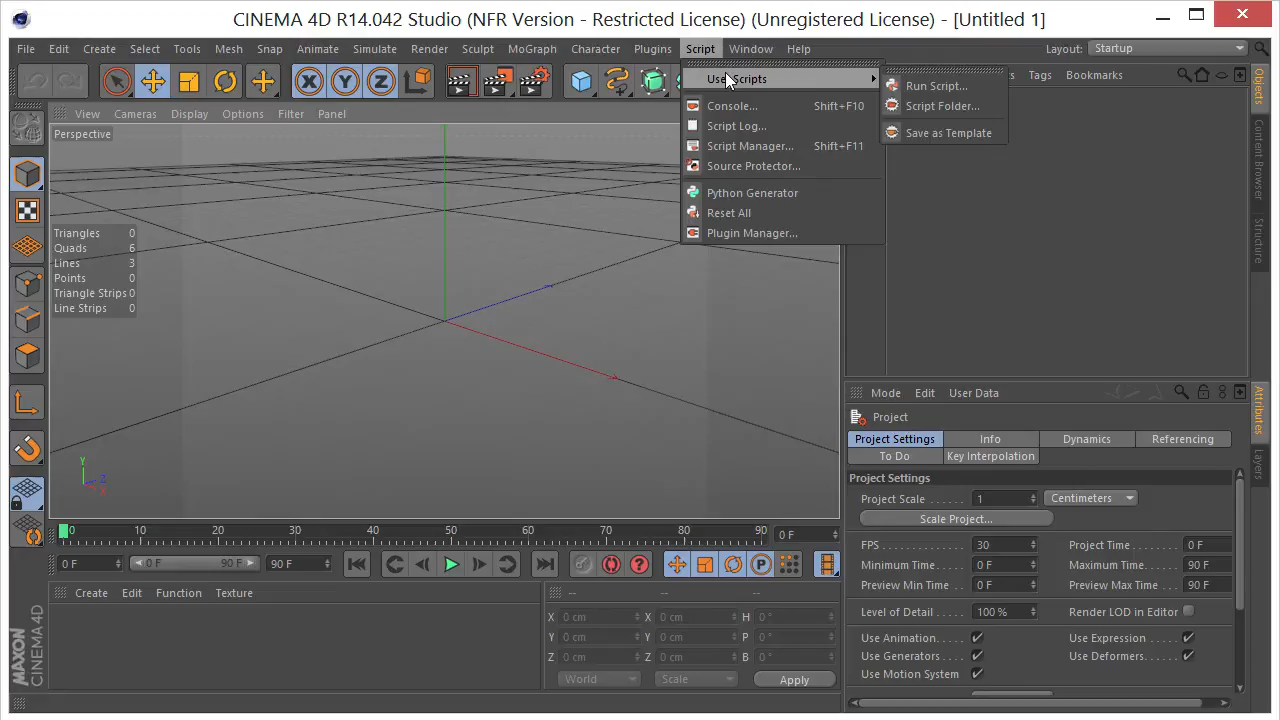 CINEMA 4D R14.042 Studio (NFR Version - Restricted License) (Unregistered License) - [Untitled 1]
File Edit Create Select Tools Mesh Snap Animate Simulate Render Sculpt MoGraph Character Plugins Script Window Help Layout: Startup
X Y Z
View Cameras Display Options Filter Panel
Tags Bookmarks
Perspective
Triangles 0
Quads 6
Lines 3
Points 0
Triangle Strips 0
Line Strips 0
Y
Z
X
Scripts
Console... Shift+F10
Script Log...
Script Manager... Shift+F11
Source Protector...
Python Generator
Reset All
Plugin Manager...
Run Script...
Script Folder...
Save as Template
Objects
Content Browser
Structure
Attributes
Layers
Mode Edit User Data
Project
Project Settings Info Dynamics Referencing
To Do Key Interpolation
Project Settings
Project Scale 1 Centimeters
Scale Project...
FPS 30 Project Time 0 F
Minimum Time 0 F Maximum Time 90 F
Preview Min Time 0 F Preview Max Time 90 F
Level of Detail 100 % Render LOD in Editor
Use Animation Use Expression
Use Generators Use Deformers
Use Motion System
0 10 20 30 40 50 60 70 80 90 0 F
0 F 0 F 90 F 90 F P
Create Edit Function Texture
-- -- --
X 0 cm X 0 cm H 0 °
Y 0 cm Y 0 cm P 0 °
Z 0 cm Z 0 cm B 0 °
World Scale Apply
MAXON
CINEMA 4D